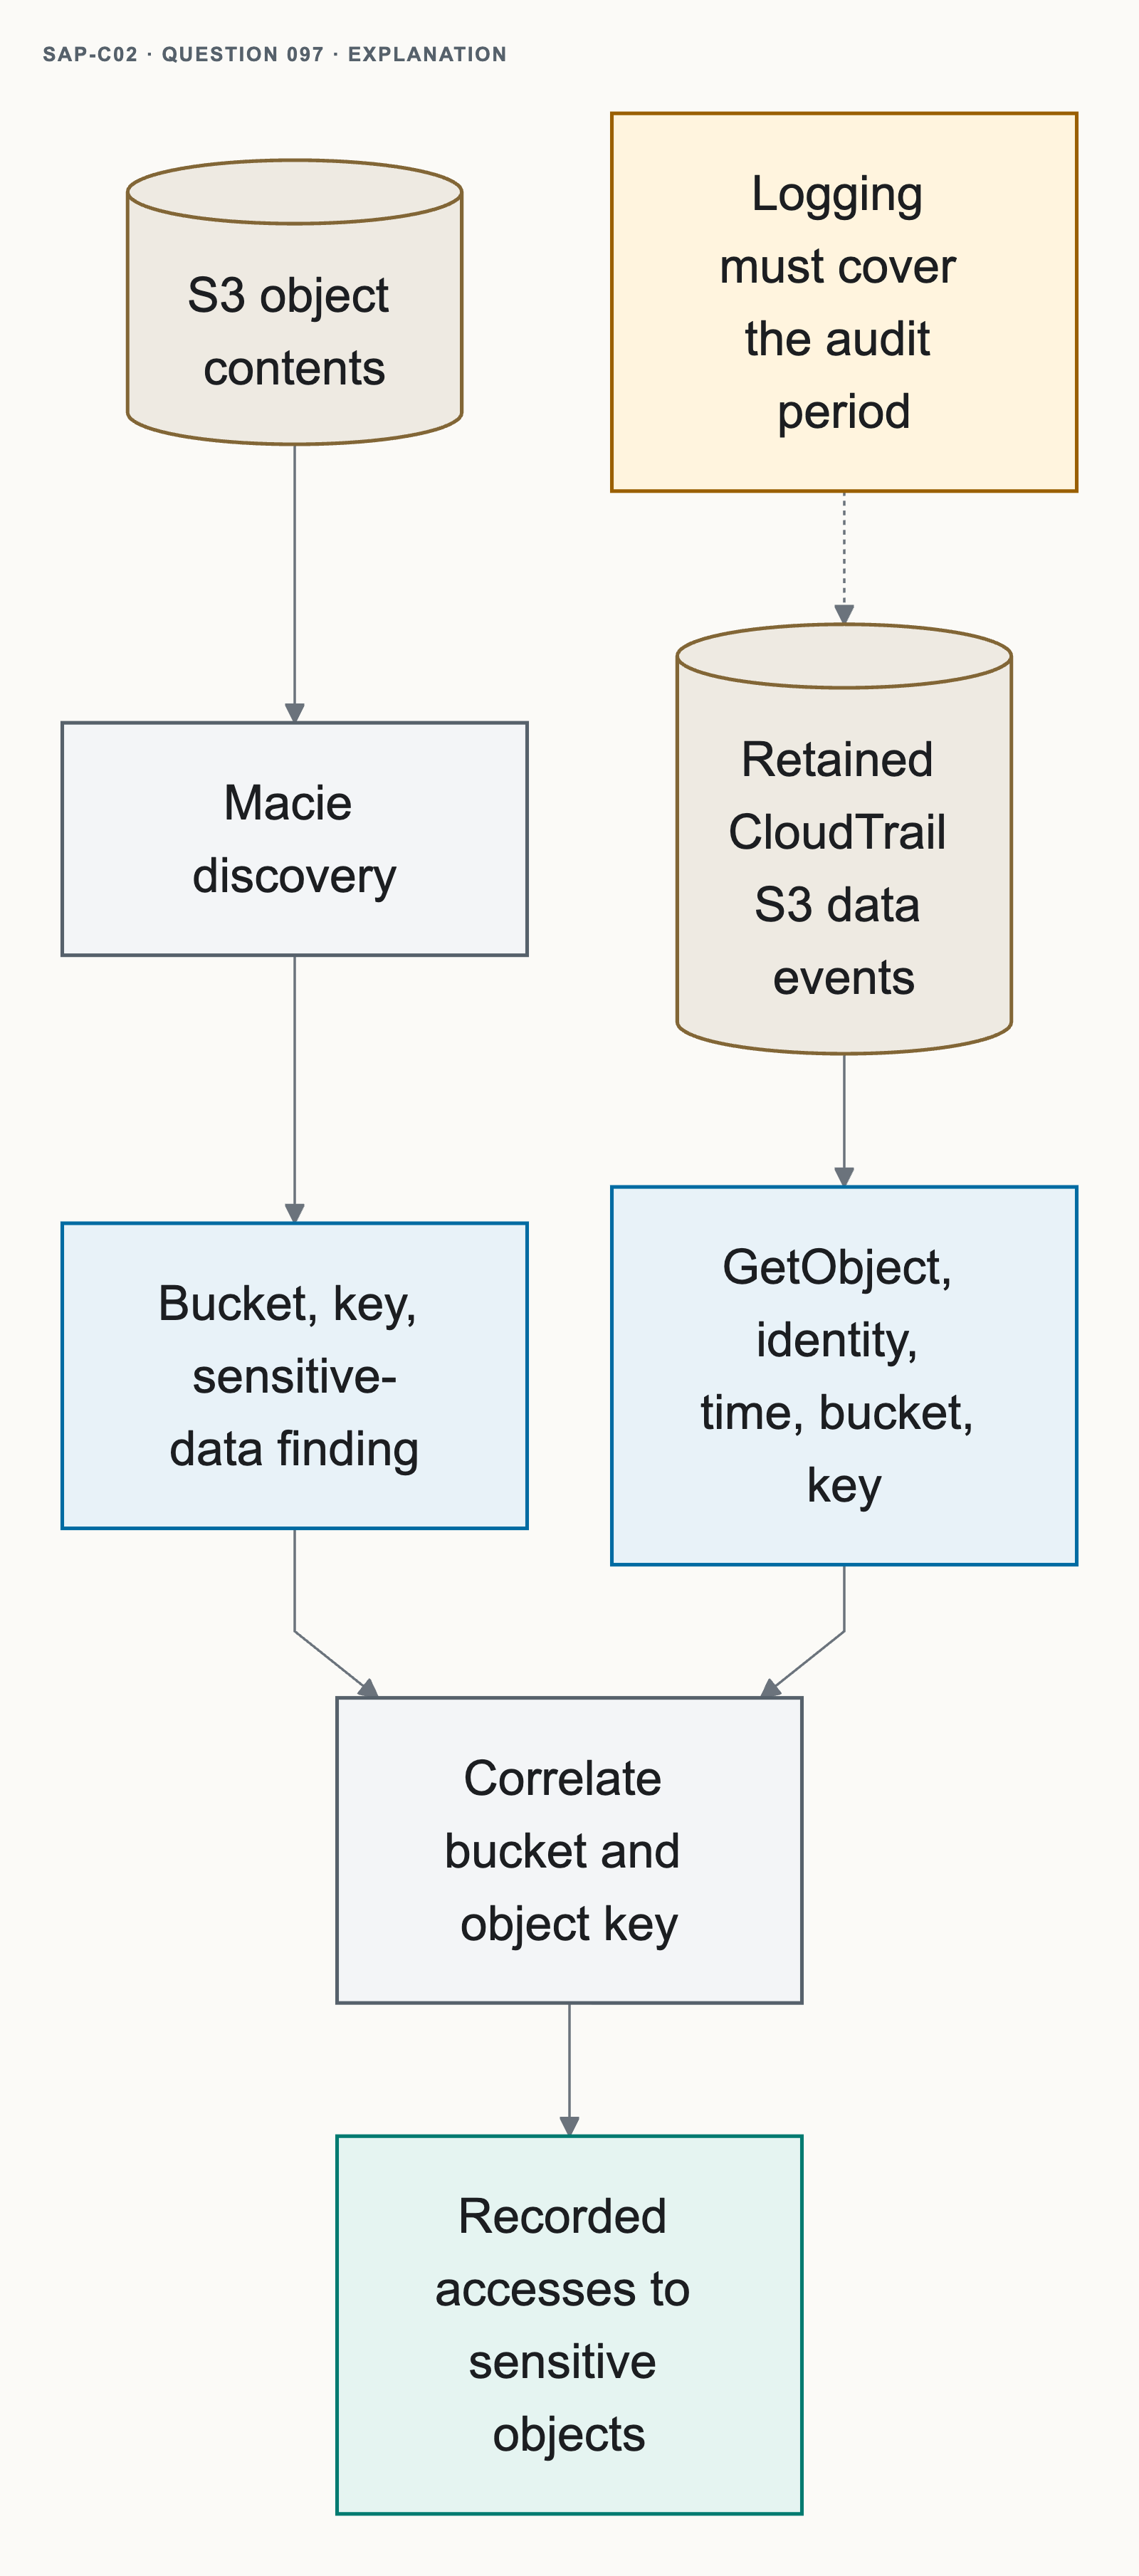 SAP-C02 · QUESTION 097 · EXPLANATION
S3 object
contents
Logging
must cover
the audit
period
Macie
discovery
Retained
CloudTrail
S3 data
events
Bucket, key,
sensitive-
data finding
GetObject,
identity,
time, bucket,
key
Correlate
bucket and
object key
Recorded
accesses to
sensitive
objects